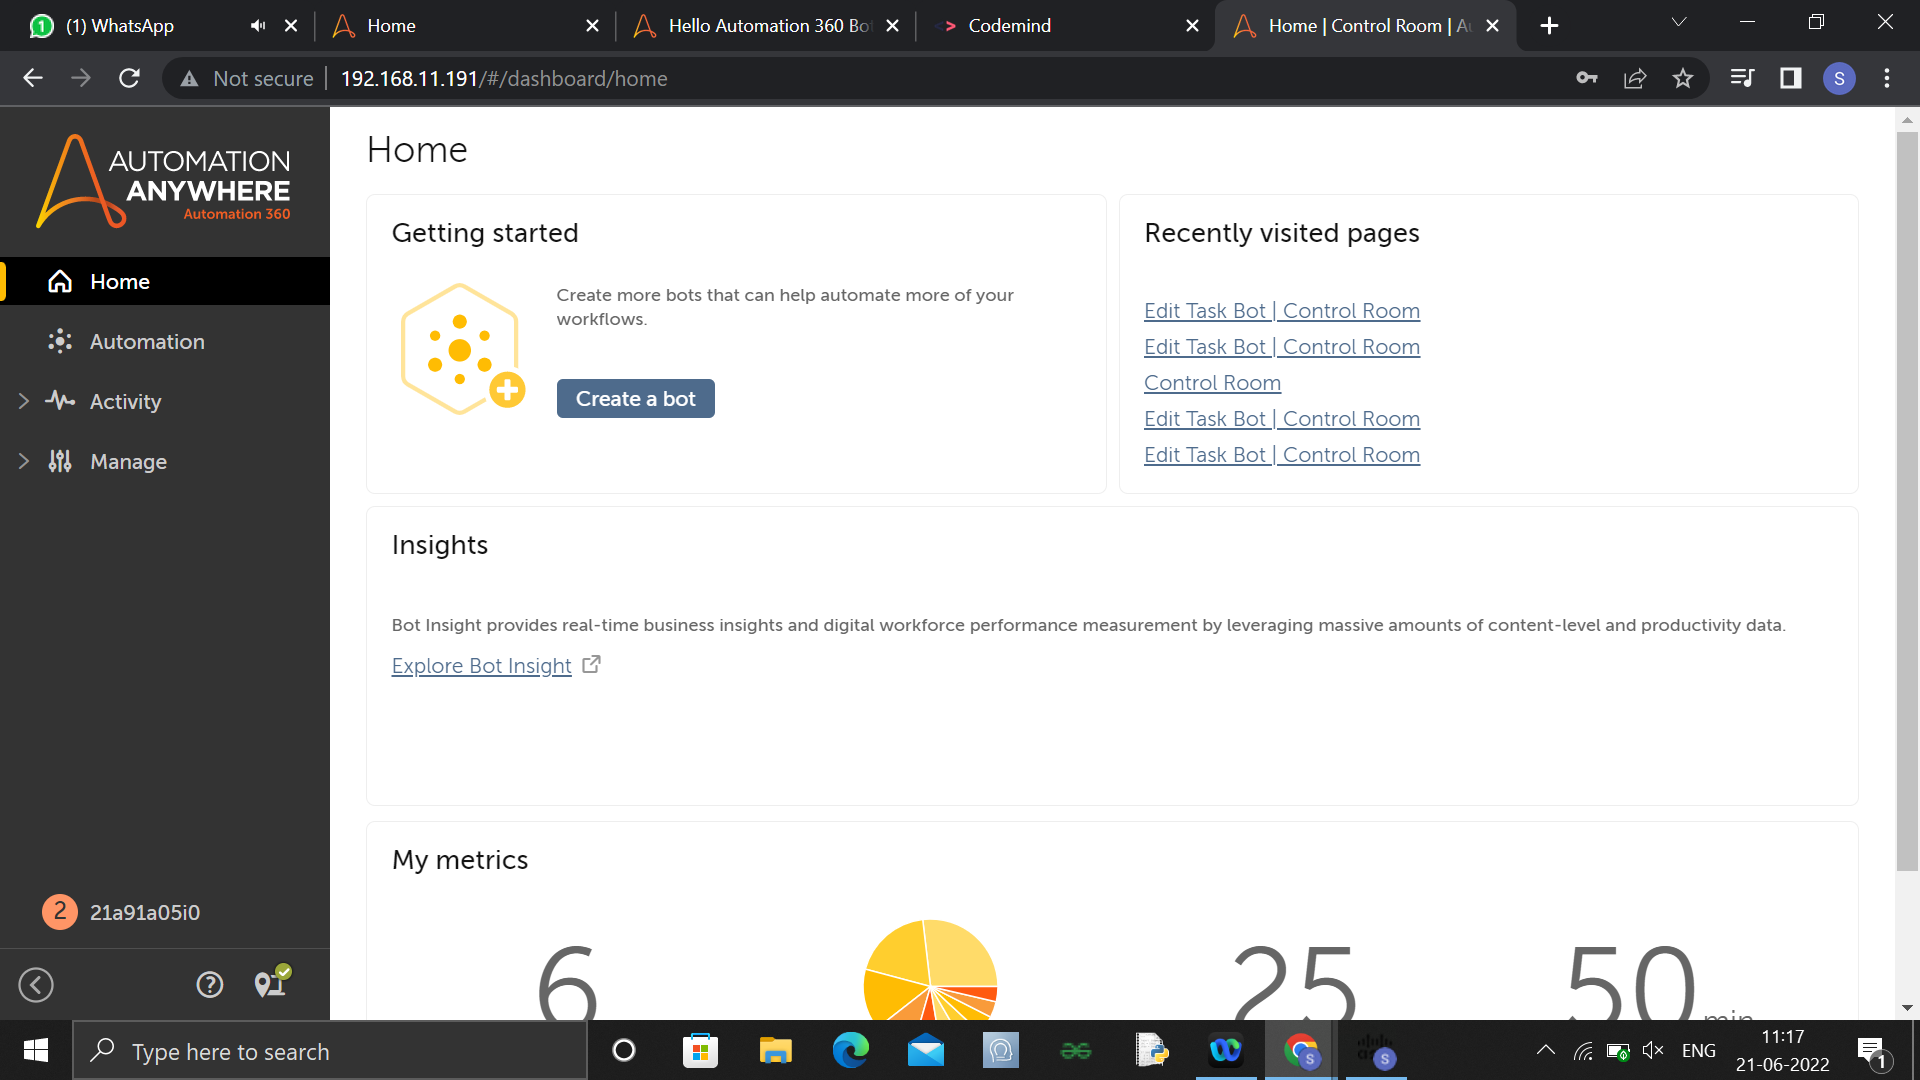 (1) WhatsApp
Home
Hello Automation 360 Bo
Codemind
Home | Control Room | Au
Not secure
192.168.11.191/#/dashboard/home
S
AUTOMATION
ANYWHERE
Automation 360
Home
Automation
Activity
Manage
2
21a91a05i0
Home
Getting started
Create more bots that can help automate more of your
workflows.
Create a bot
Recently visited pages
Edit Task Bot | Control Room
Edit Task Bot | Control Room
Control Room
Edit Task Bot | Control Room
Edit Task Bot | Control Room
Insights
Bot Insight provides real-time business insights and digital workforce performance measurement by leveraging massive amounts of content-level and productivity data.
Explore Bot Insight
My metrics
6
25
50 min
Type here to search
S
S
ENG
11:17
21-06-2022
1